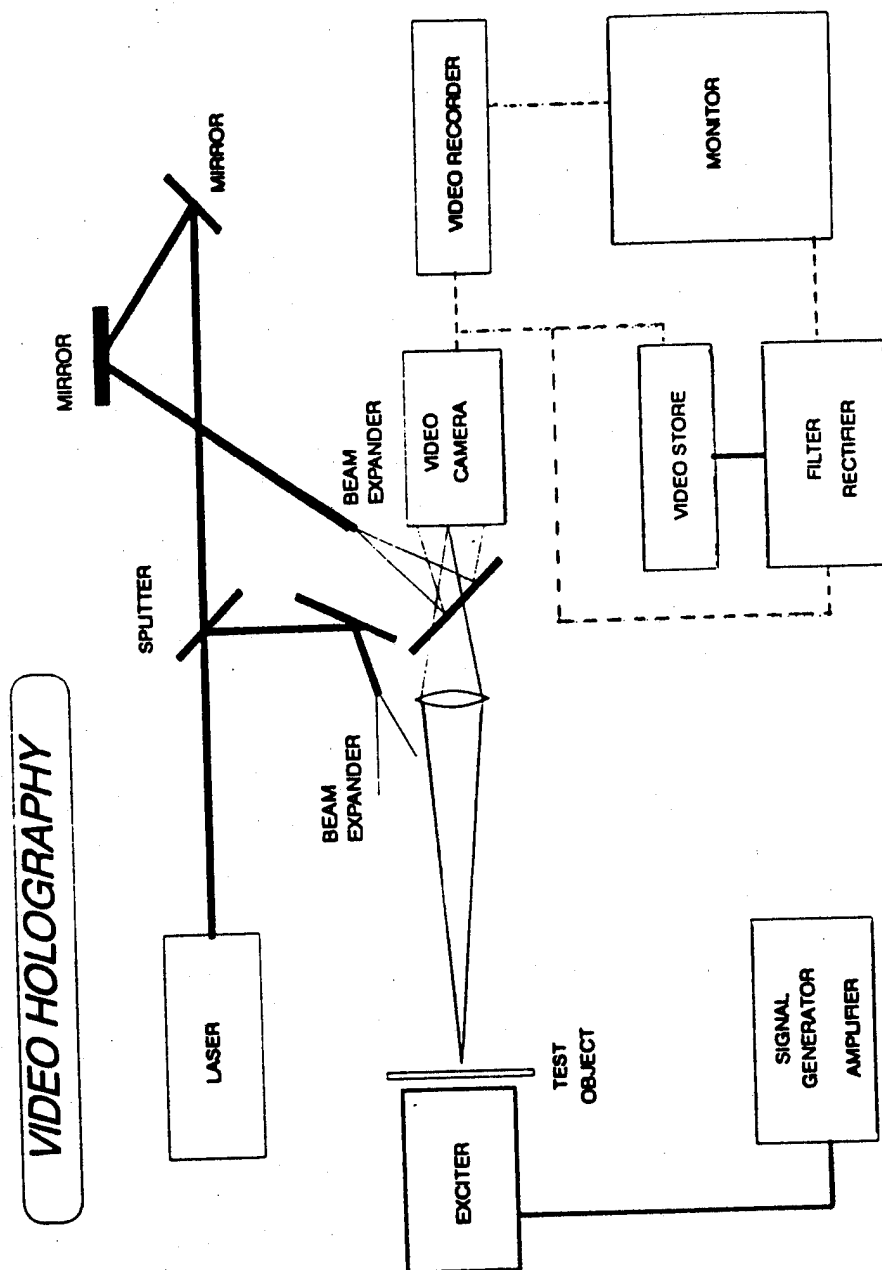 VIDEO HOLOGRAPHY
LASER
SPLITTER
MIRROR
MIRROR
BEAM
EXPANDER
BEAM
EXPANDER
EXCITER
TEST
OBJECT
VIDEO
CAMERA
VIDEO RECORDER
SIGNAL
GENERATOR
AMPLIFIER
VIDEO STORE
FILTER
RECTIFIER
MONITOR